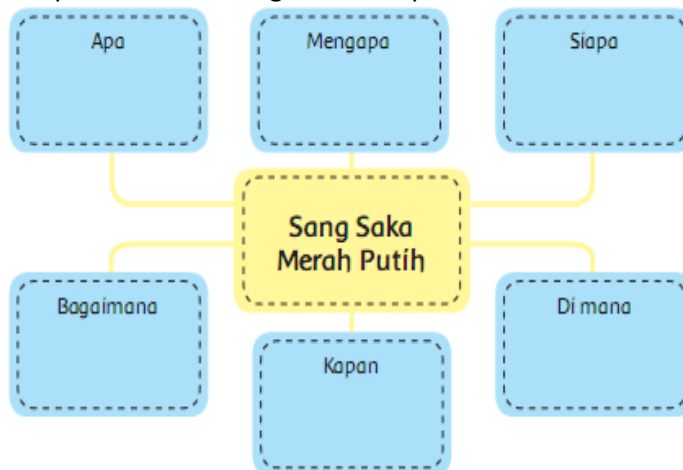 Apa
Mengapa
Siapa
Sang Saka
Merah Putih
Bagaimana
Di mana
Kapan